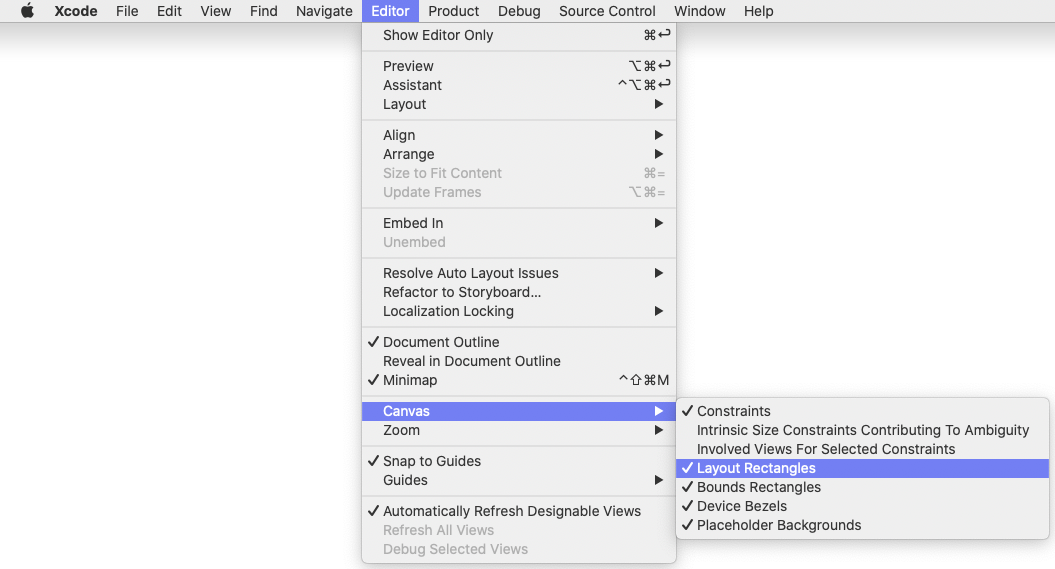 Xcode File Edit View Find Navigate Editor Product Debug Source Control Window Help
Show Editor Only ⌘↩
Preview ⌥⌘↩
Assistant ^⌥⌘↩
Layout ▶
Align ▶
Arrange ▶
Size to Fit Content ⌘=
Update Frames ⌥⌘=
Embed In ▶
Unembed
Resolve Auto Layout Issues ▶
Refactor to Storyboard...
Localization Locking ▶
✓ Document Outline
Reveal in Document Outline
✓ Minimap ^⇧⌘M
Canvas ▶
Zoom ▶
✓ Snap to Guides
Guides ▶
✓ Automatically Refresh Designable Views
Refresh All Views
Debug Selected Views
✓ Constraints
Intrinsic Size Constraints Contributing To Ambiguity
Involved Views For Selected Constraints
✓ Layout Rectangles
✓ Bounds Rectangles
✓ Device Bezels
✓ Placeholder Backgrounds